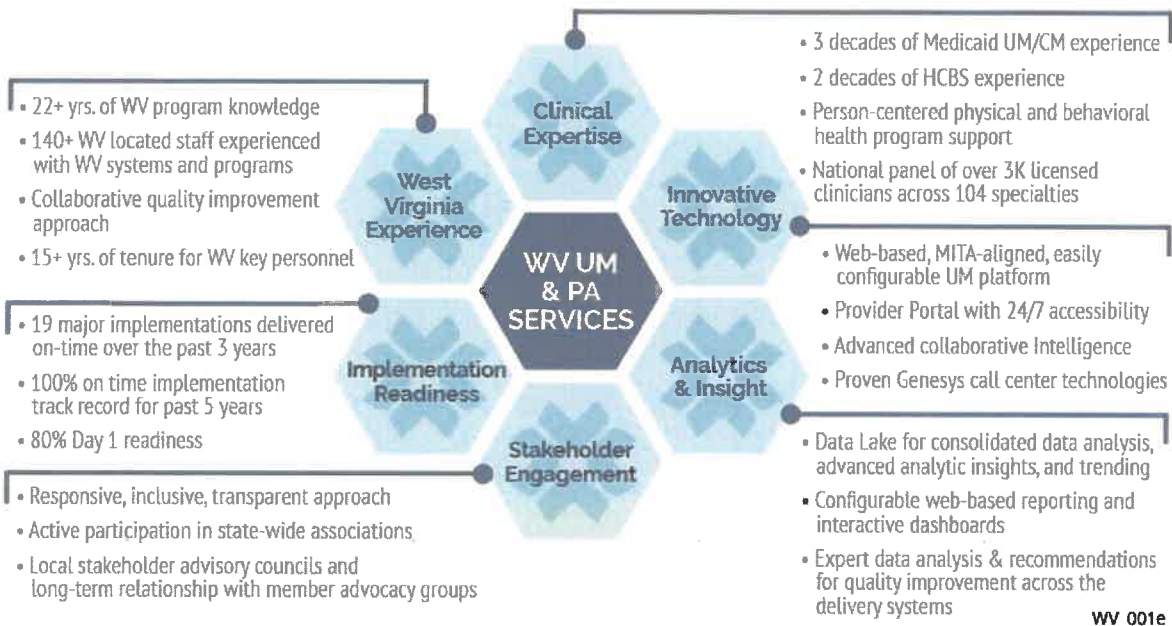 Clinical
Expertise
• 3 decades of Medicaid UM/CM experience
• 2 decades of HCBS experience
• Person-centered physical and behavioral
health program support
• National panel of over 3K licensed
clinicians across 104 specialties
West
Virginia
Experience
• 22+ yrs. of WV program knowledge
• 140+ WV located staff experienced
with WV systems and programs
• Collaborative quality improvement
approach
• 15+ yrs. of tenure for WV key personnel
Innovative
Technology
• Web-based, MITA-aligned, easily
configurable UM platform
• Provider Portal with 24/7 accessibility
• Advanced collaborative Intelligence
• Proven Genesys call center technologies
WV UM
& PA
SERVICES
Implementation
Readiness
• 19 major implementations delivered
on-time over the past 3 years
• 100% on time implementation
track record for past 5 years
• 80% Day 1 readiness
Analytics
& Insight
• Data Lake for consolidated data analysis,
advanced analytic insights, and trending
• Configurable web-based reporting and
interactive dashboards
• Expert data analysis & recommendations
for quality improvement across the
delivery systems
Stakeholder
Engagement
• Responsive, inclusive, transparent approach
• Active participation in state-wide associations
• Local stakeholder advisory councils and
long-term relationship with member advocacy groups
WV 001e